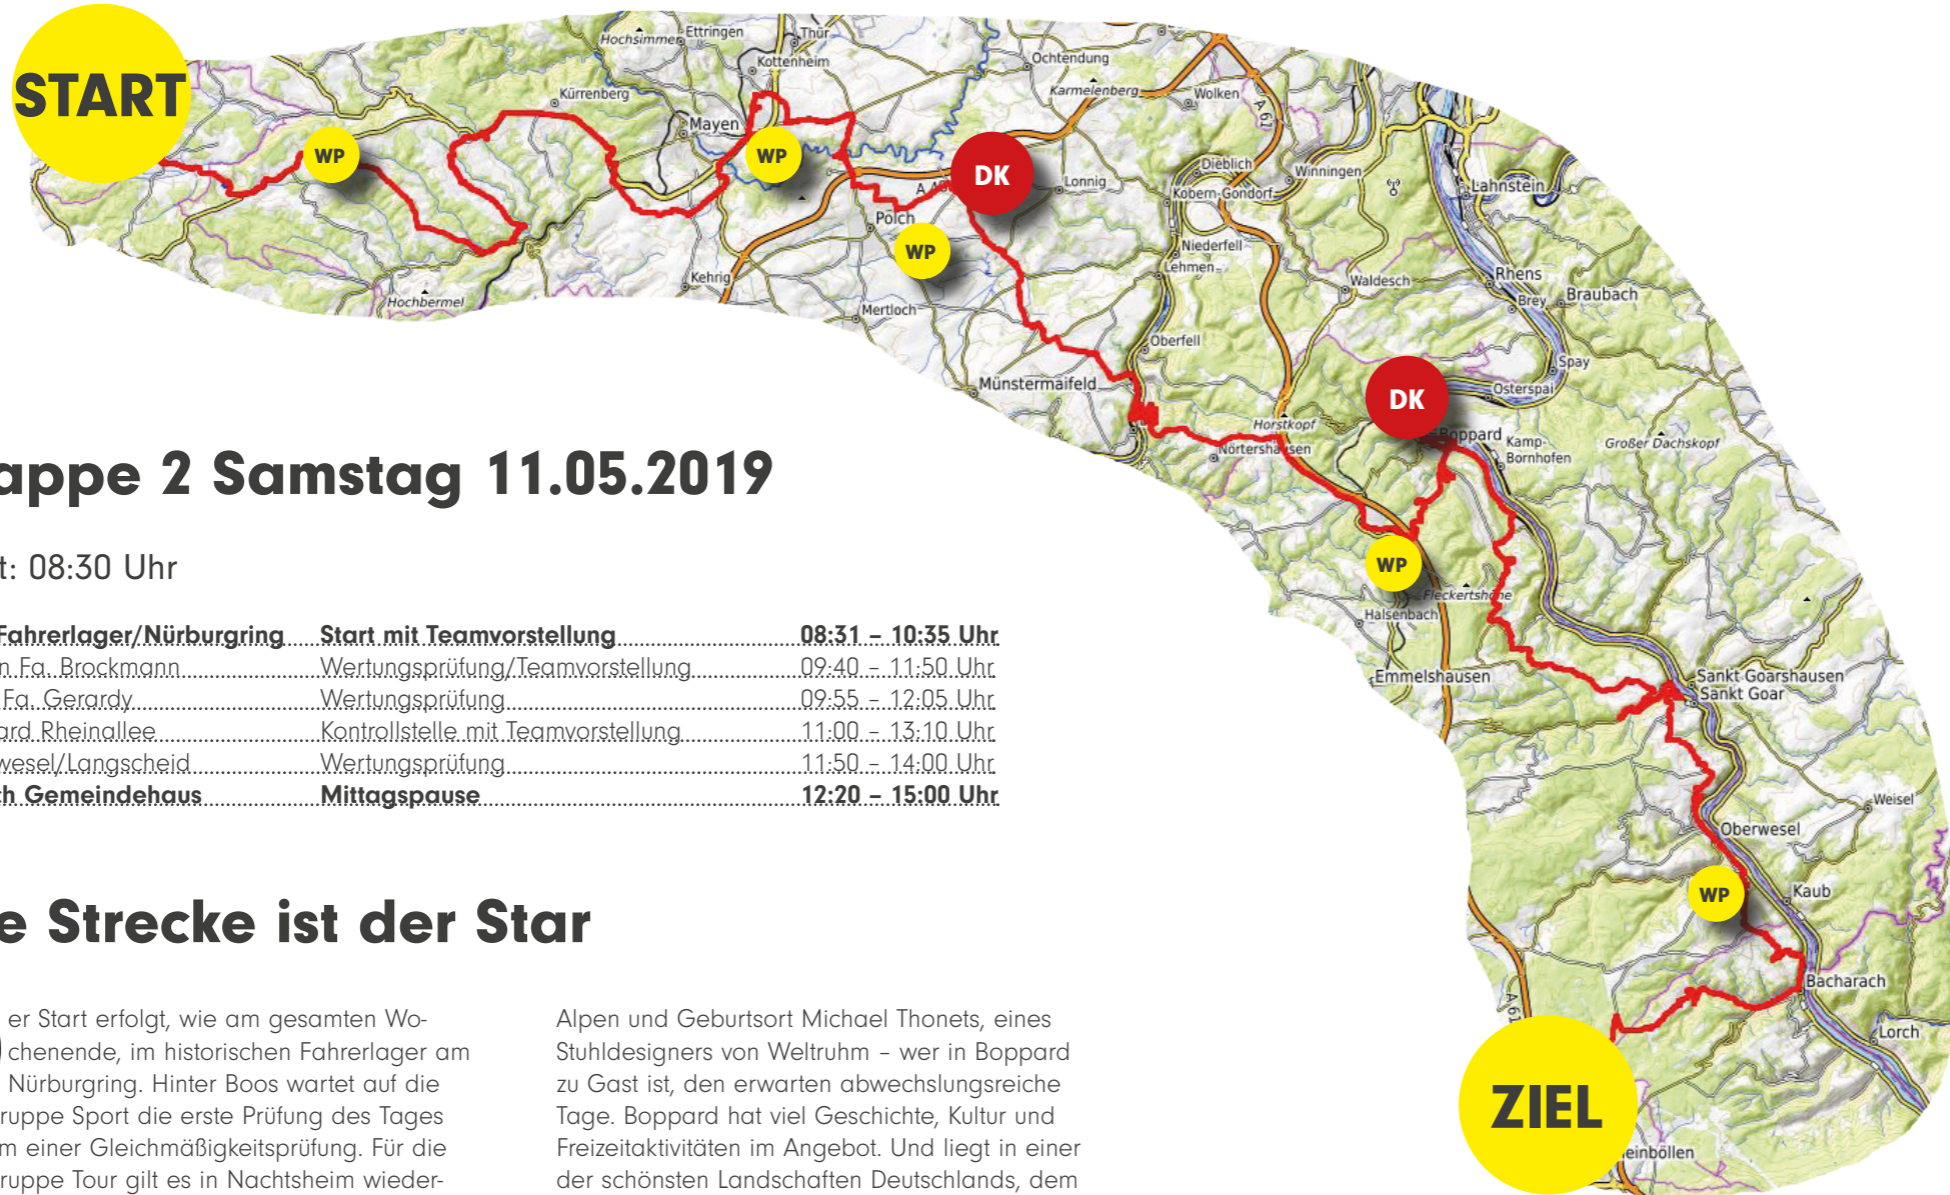 START
WP
WP
WP
DK
DK
WP
WP
ZIEL
Hochsimmer
Ettringen
Thür
Kottenheim
Kürrenberg
Mayen
Ochtendung
Karmelenberg
Wolken
A 61
Dieblich
Winningen
Kobern-Gondorf
Lonnig
Lahnstein
Polch
Niederfell
Lehmen
Kehrig
Hochbermel
Mertloch
Waldesch
Rhens
Brey
Braubach
Oberfell
Spay
Osterspai
Münstermaifeld
Horstkopf
Nörtershausen
Boppard
Kamp-
Bornhofen
Großer Dachskopf
Fleckertshöhe
Halsenbach
Emmelshausen
Sankt Goarshausen
Sankt Goar
Weisel
Oberwesel
Kaub
Bacharach
A 61
Lorch
einböllen
appe 2 Samstag 11.05.2019
t: 08:30 Uhr
Fahrerlager/Nürburgring Start mit Teamvorstellung 08:31 – 10:35 Uhr
n Fa. Brockmann Wertungsprüfung/Teamvorstellung 09:40 – 11:50 Uhr
Fa. Gerardy Wertungsprüfung 09:55 – 12:05 Uhr
ard Rheinallee Kontrollstelle mit Teamvorstellung 11:00 – 13:10 Uhr
wesel/Langscheid Wertungsprüfung 11:50 – 14:00 Uhr
ch Gemeindehaus Mittagspause 12:20 – 15:00 Uhr
e Strecke ist der Star
er Start erfolgt, wie am gesamten Wo-
chenende, im historischen Fahrerlager am
Nürburgring. Hinter Boos wartet auf die
ruppe Sport die erste Prüfung des Tages
m einer Gleichmäßigkeitsprüfung. Für die
ruppe Tour gilt es in Nachtsheim wieder-
Alpen und Geburtsort Michael Thonets, eines
Stuhldesigners von Weltruhm – wer in Boppard
zu Gast ist, den erwarten abwechslungsreiche
Tage. Boppard hat viel Geschichte, Kultur und
Freizeitaktivitäten im Angebot. Und liegt in einer
der schönsten Landschaften Deutschlands, dem